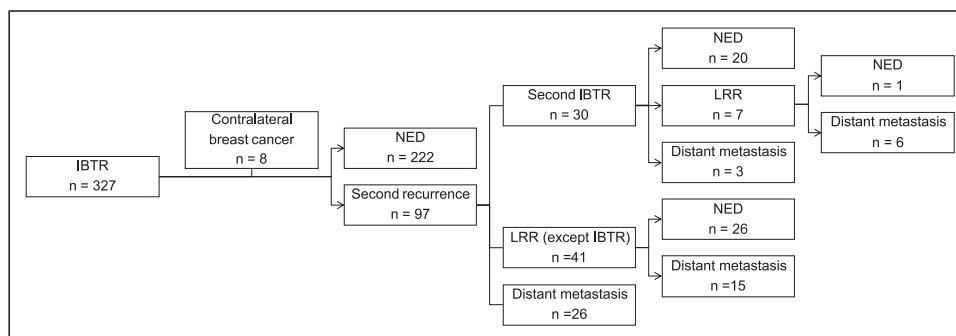 IBTR
n = 327
Contralateral
breast cancer
n = 8
NED
n = 222
Second recurrence
n = 97
Second IBTR
n = 30
LRR (except IBTR)
n =41
Distant metastasis
n =26
NED
n = 20
LRR
n = 7
Distant metastasis
n = 3
NED
n = 26
Distant metastasis
n =15
NED
n = 1
Distant metastasis
n = 6